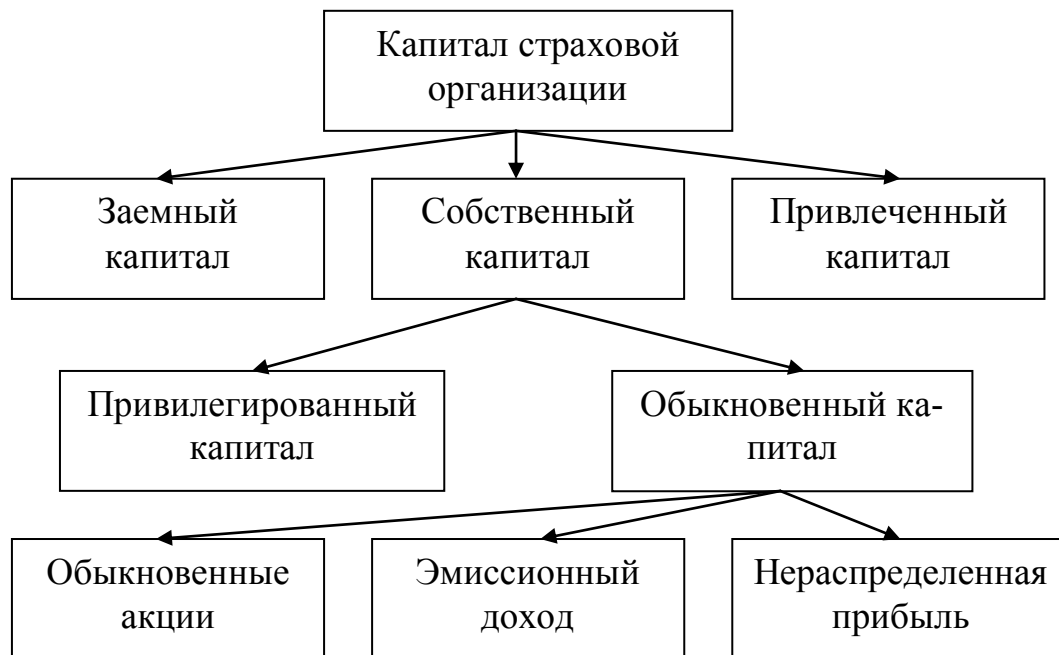 Капитал страховой
организации
Заемный
капитал
Собственный
капитал
Привлеченный
капитал
Привилегированный
капитал
Обыкновенный ка-
питал
Обыкновенные
акции
Эмиссионный
доход
Нераспределенная
прибыль